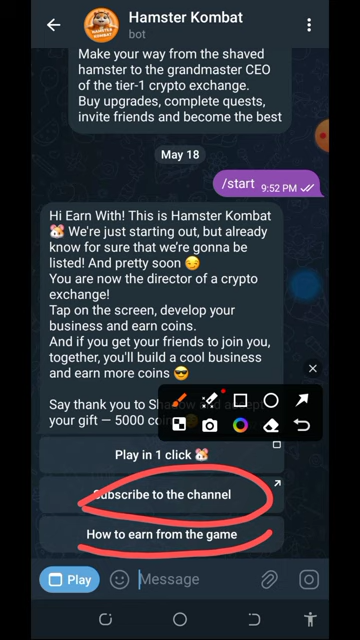 Hamster Kombat
bot
Make your way from the shaved
hamster to the grandmaster CEO
of the tier-1 crypto exchange.
Buy upgrades, complete quests,
invite friends and become the best
May 18
/start 9:52 PM
Hi Earn With! This is Hamster Kombat
🐹 We're just starting out, but already
know for sure that we're gonna be
listed! And pretty soon 😏
You are now the director of a crypto
exchange!
Tap on the screen, develop your
business and earn coins.
And if you get your friends to join you,
together, you'll build a cool business
and earn more coins 😎
Say thank you to
your gift — 5000
Play in 1 click 🐹
Subscribe to the channel
How to earn from the game
Play
Message